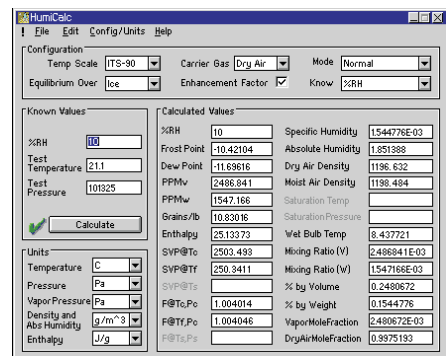 HumiCalc
! File Edit Config/Units Help
Configuration
Temp Scale ITS-90 Carrier Gas Dry Air Mode Normal
Equilibrium Over Ice Enhancement Factor Know %RH
Known Values
%RH 10
Test Temperature 21.1
Test Pressure 101325
Calculate
Units
Temperature C
Pressure Pa
Vapor Pressure Pa
Density and Abs Humidity g/m^3
Enthalpy J/g
Calculated Values
%RH 10 Specific Humidity 1.544776E-03
Frost Point -10.42104 Absolute Humidity 1.851388
Dew Point -11.69616 Dry Air Density 1196.632
PPMv 2486.841 Moist Air Density 1198.484
PPMw 1547.166 Saturation Temp
Grains/lb 10.83016 Saturation Pressure
Enthalpy 25.13373 Wet Bulb Temp 8.437721
SVP@Tc 2503.493 Mixing Ratio (V) 2.486841E-03
SVP@Tf 250.3411 Mixing Ratio (W) 1.547166E-03
SVP@Ts % by Volume 0.2480672
F@Tc,Pc 1.004014 % by Weight 0.1544776
F@Tf,Pc 1.004046 VaporMoleFraction 2.480672E-03
F@Ts,Ps DryAirMoleFraction 0.9975193